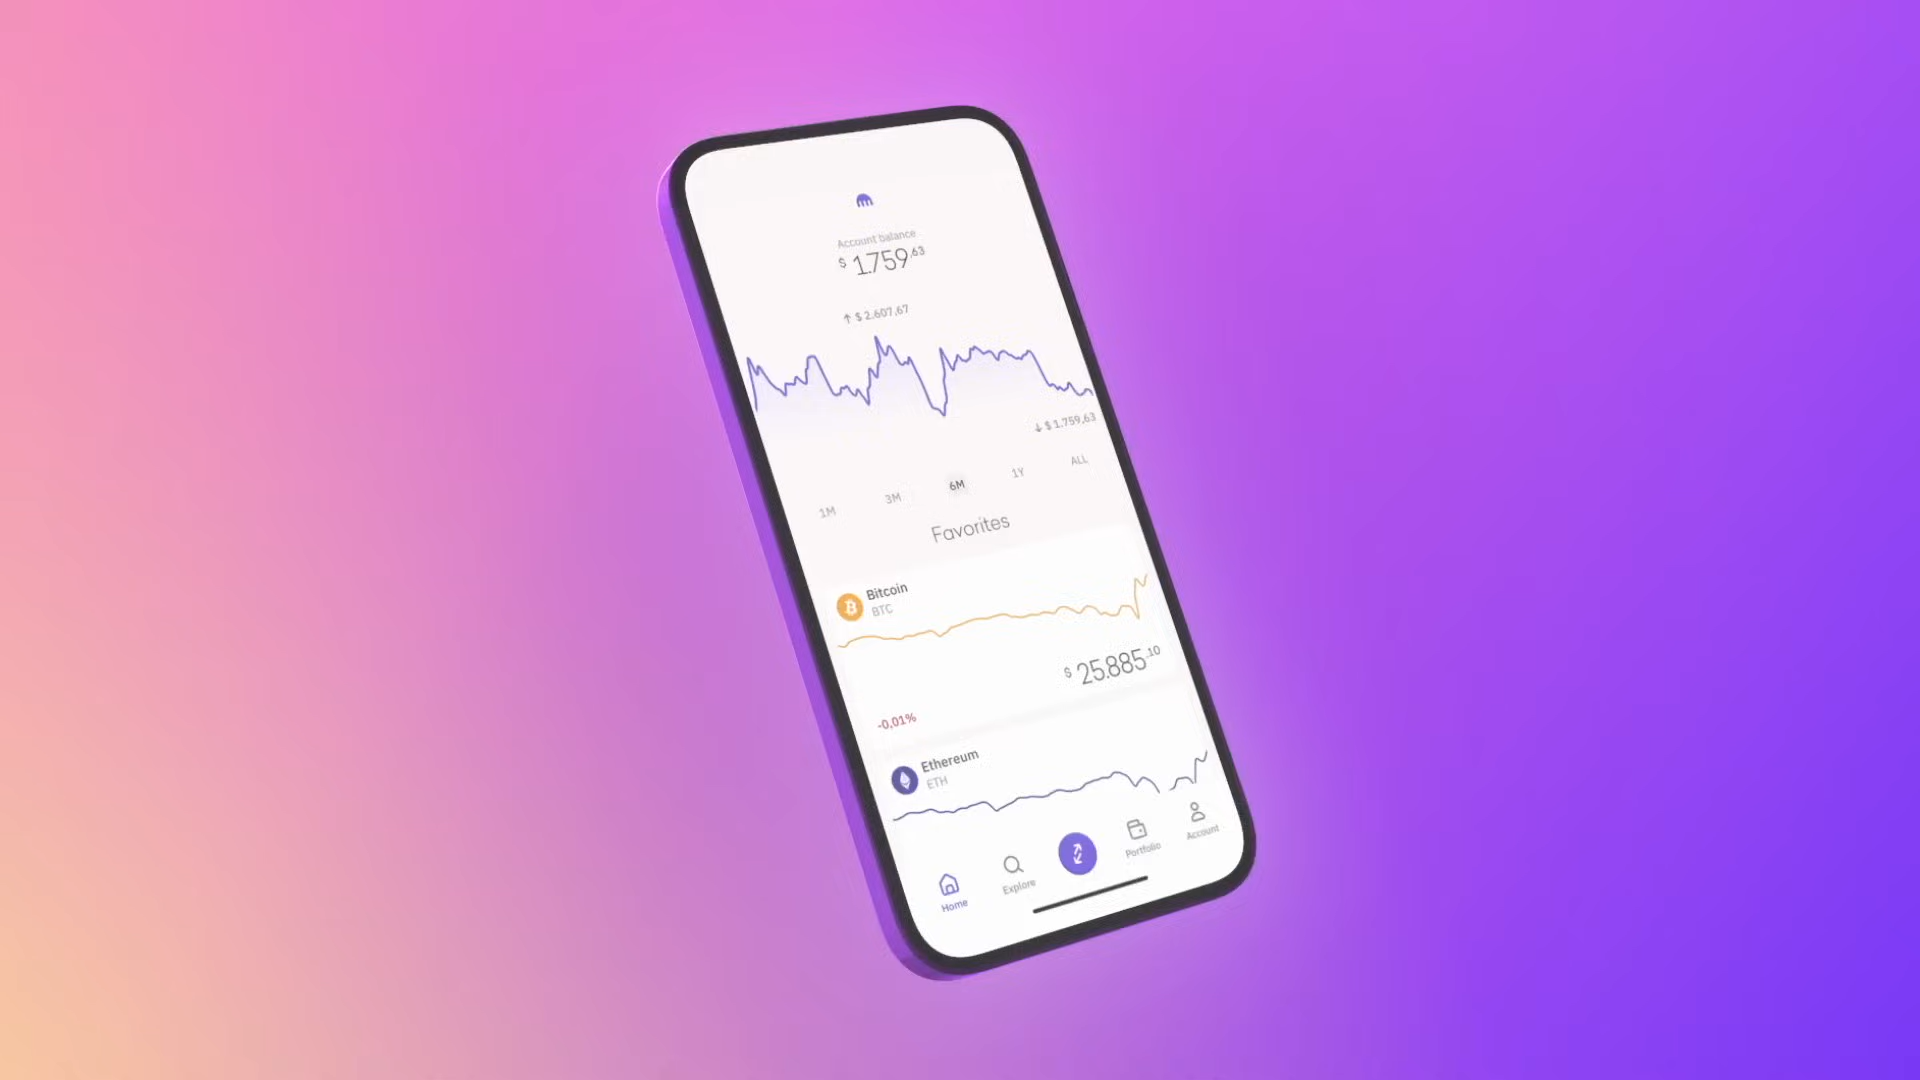 Account balance
$ 1.759,63
↑ $ 2.607,67
↓ $ 1.759,63
1M 3M 6M 1Y ALL
Favorites
Bitcoin
BTC
$ 25.885,10
-0,01%
Ethereum
ETH
Home Explore Portfolio Account